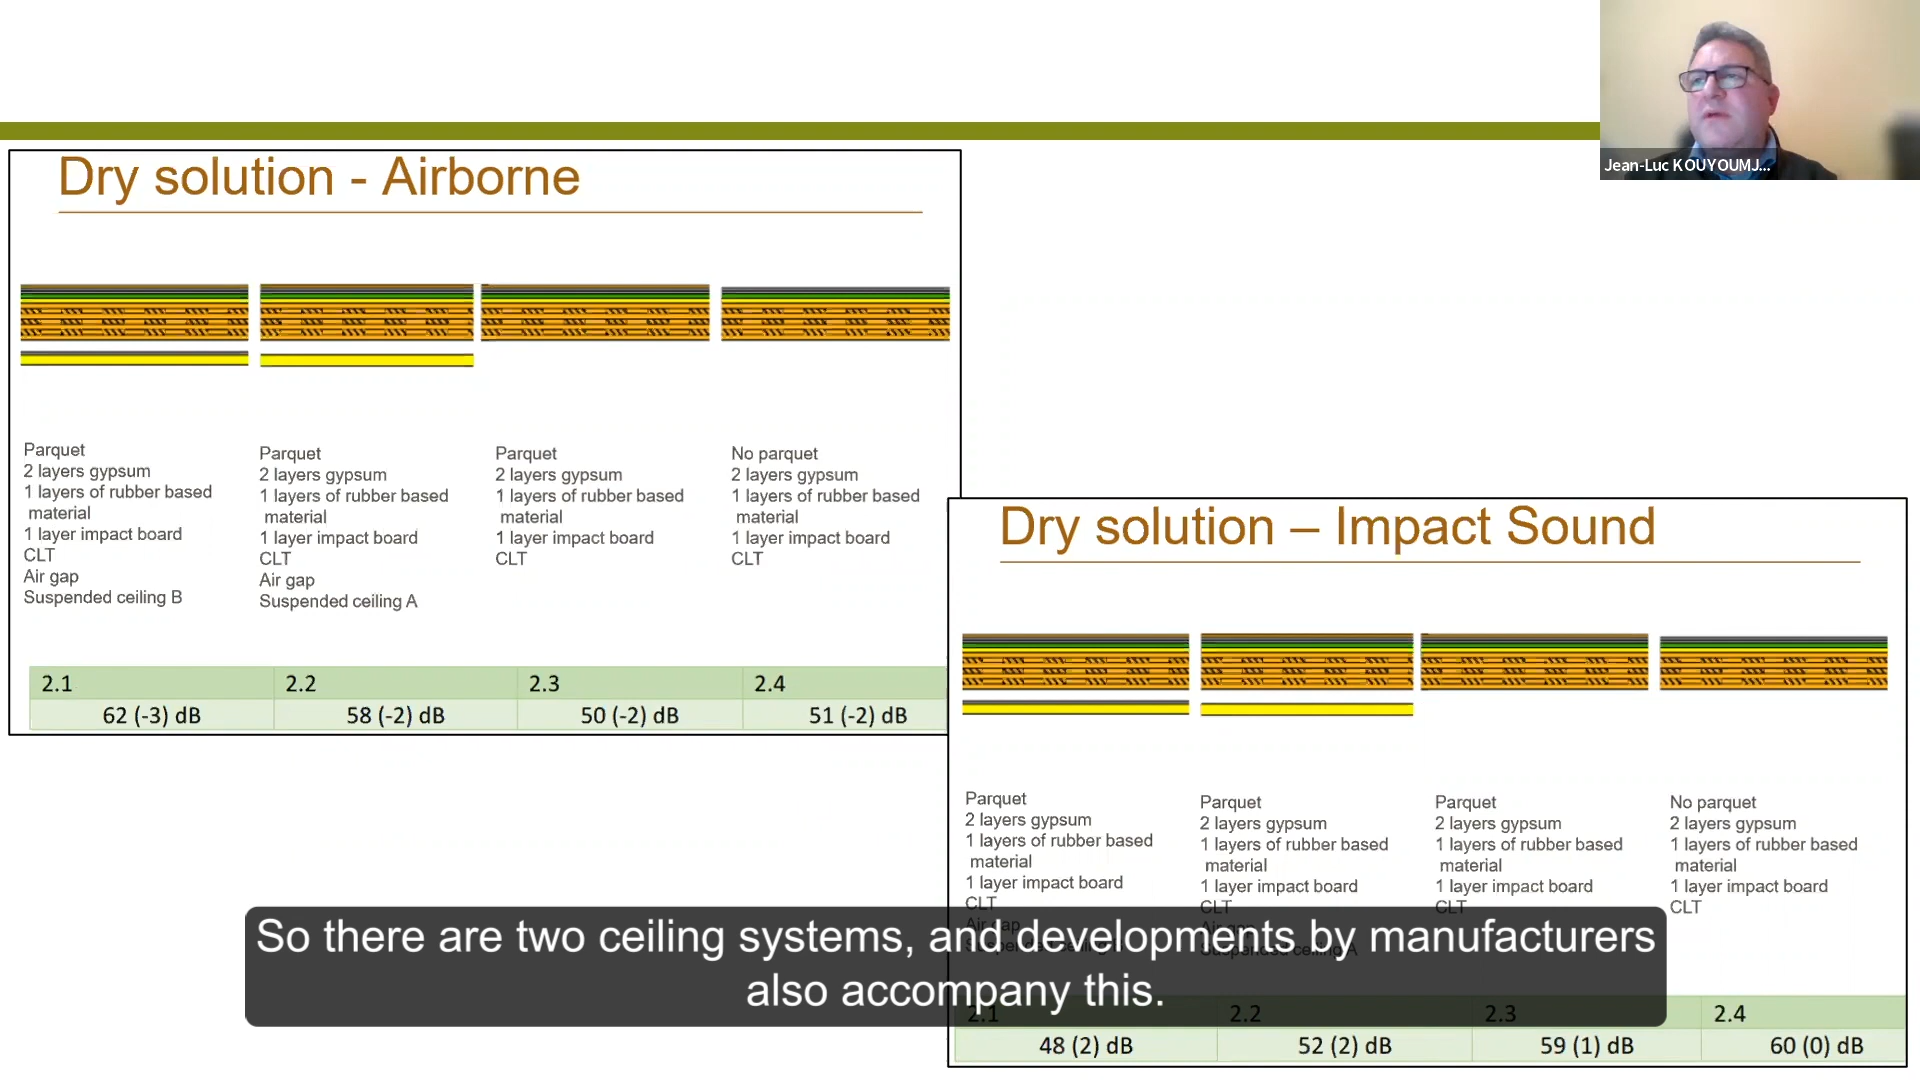 Jean-Luc KOUYOUMJ...
Dry solution - Airborne
Parquet
2 layers gypsum
1 layers of rubber based
material
1 layer impact board
CLT
Air gap
Suspended ceiling B
Parquet
2 layers gypsum
1 layers of rubber based
material
1 layer impact board
CLT
Air gap
Suspended ceiling A
Parquet
2 layers gypsum
1 layers of rubber based
material
1 layer impact board
CLT
No parquet
2 layers gypsum
1 layers of rubber based
material
1 layer impact board
CLT
2.1 2.2 2.3 2.4
62 (-3) dB 58 (-2) dB 50 (-2) dB 51 (-2) dB
Dry solution – Impact Sound
Parquet
2 layers gypsum
1 layers of rubber based
material
1 layer impact board
CLT
Parquet
2 layers gypsum
1 layers of rubber based
material
1 layer impact board
CLT
Air gap
Suspended ceiling A
Parquet
2 layers gypsum
1 layers of rubber based
material
1 layer impact board
CLT
No parquet
2 layers gypsum
1 layers of rubber based
material
1 layer impact board
CLT
2.1 2.2 2.3 2.4
48 (2) dB 52 (2) dB 59 (1) dB 60 (0) dB
So there are two ceiling systems, and developments by manufacturers
also accompany this.